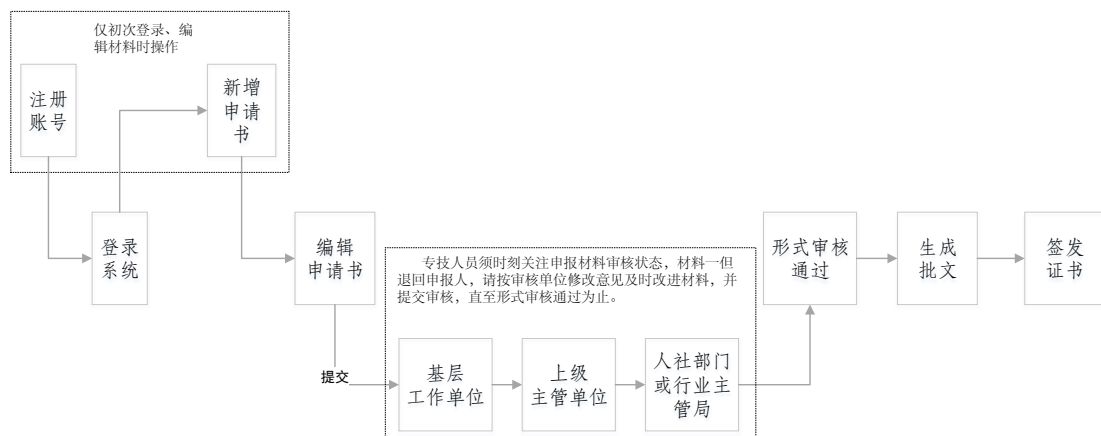 仅初次登录、编
辑材料时操作
注册
账号
新增
申请
书
登录
系统
编辑
申请书
提交
专技人员须时刻关注申报材料审核状态，材料一但
退回申报人，请按审核单位修改意见及时改进材料，并
提交审核，直至形式审核通过为止。
基层
工作单位
上级
主管单位
人社部门
或行业主
管局
形式审核
通过
生成
批文
签发
证书